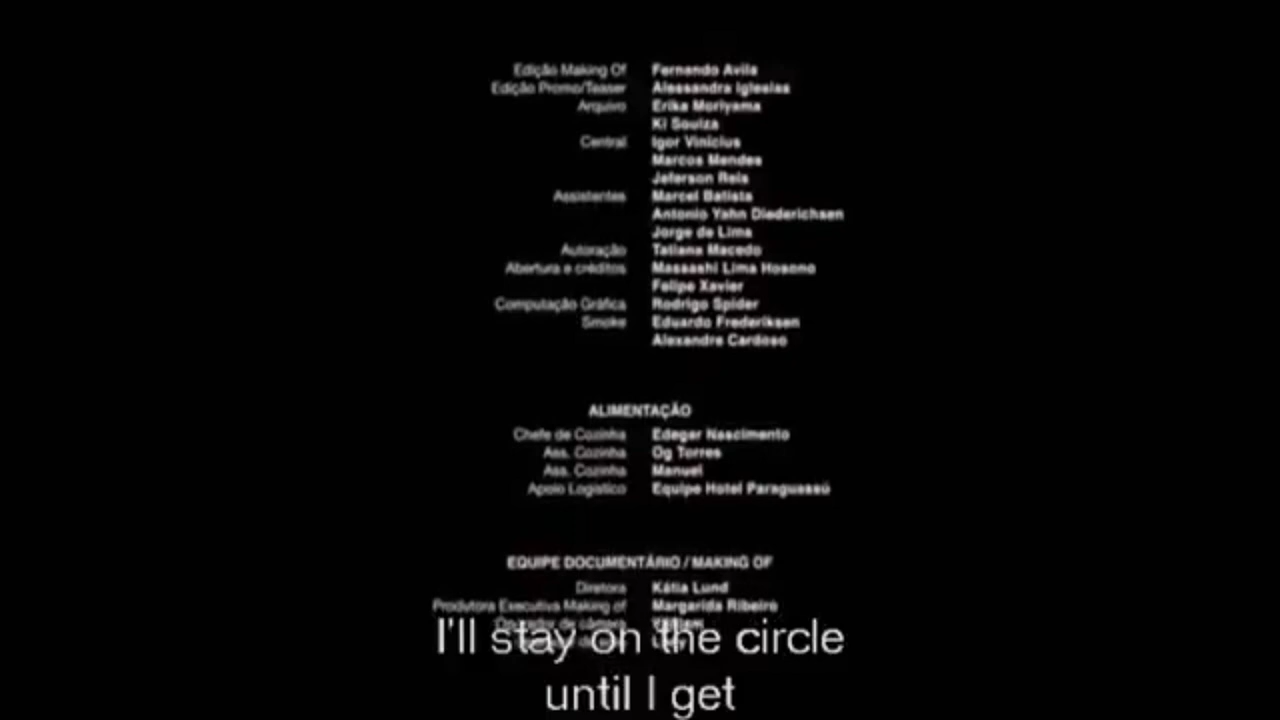 Edição Making Of Fernando Avila
Edição Promo/Teaser Alessandra Iglesias
Arquivo Erika Moriyama
Ki Souiza
Central Igor Vinicius
Marcos Mendes
Jeferson Reis
Assistentes Marcel Batista
Antonio Yahn Diederichsen
Jorge de Lima
Autoração Tatiana Macedo
Abertura e créditos Massashi Lima Hosono
Felipe Xavier
Computação Gráfica Rodrigo Spider
Smoke Eduardo Frederiksen
Alexandre Cardoso
ALIMENTAÇÃO
Chefe de Cozinha Edegar Nascimento
Ass. Cozinha Og Torres
Ass. Cozinha Manuel
Apoio Logístico Equipe Hotel Paraguassú
EQUIPE DOCUMENTÁRIO / MAKING OF
Diretora Kátia Lund
Produtora Executiva Making of Margarida Ribeiro
Operador de câmera
I'll stay on the circle
until I get